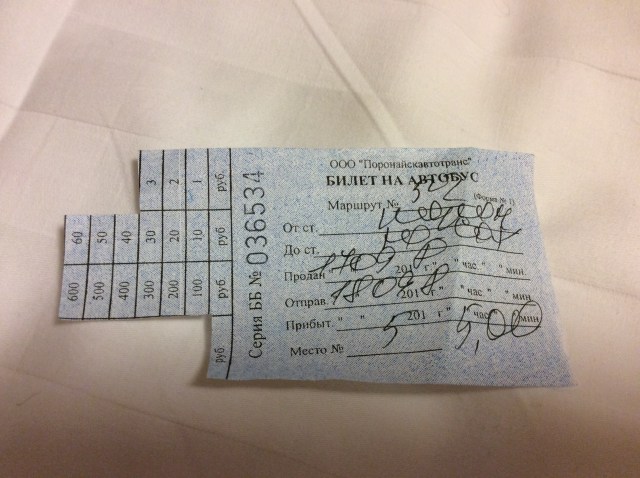 ООО "Поронайскавтотранс"
БИЛЕТ НА АВТОБУС
(Форма № 1)
Маршрут № 
От ст.
До ст.
Продан " " 201 г. " " час. " " мин.
Отправ. " " 201 г. " " час. " " мин.
Прибыт. " " 201 г. " " час. " " мин
Место № 5 5,00
Серия ББ № 036534
3 2 1 руб.
60 50 40 30 20 10 руб.
600 500 400 300 200 100 руб.
руб.